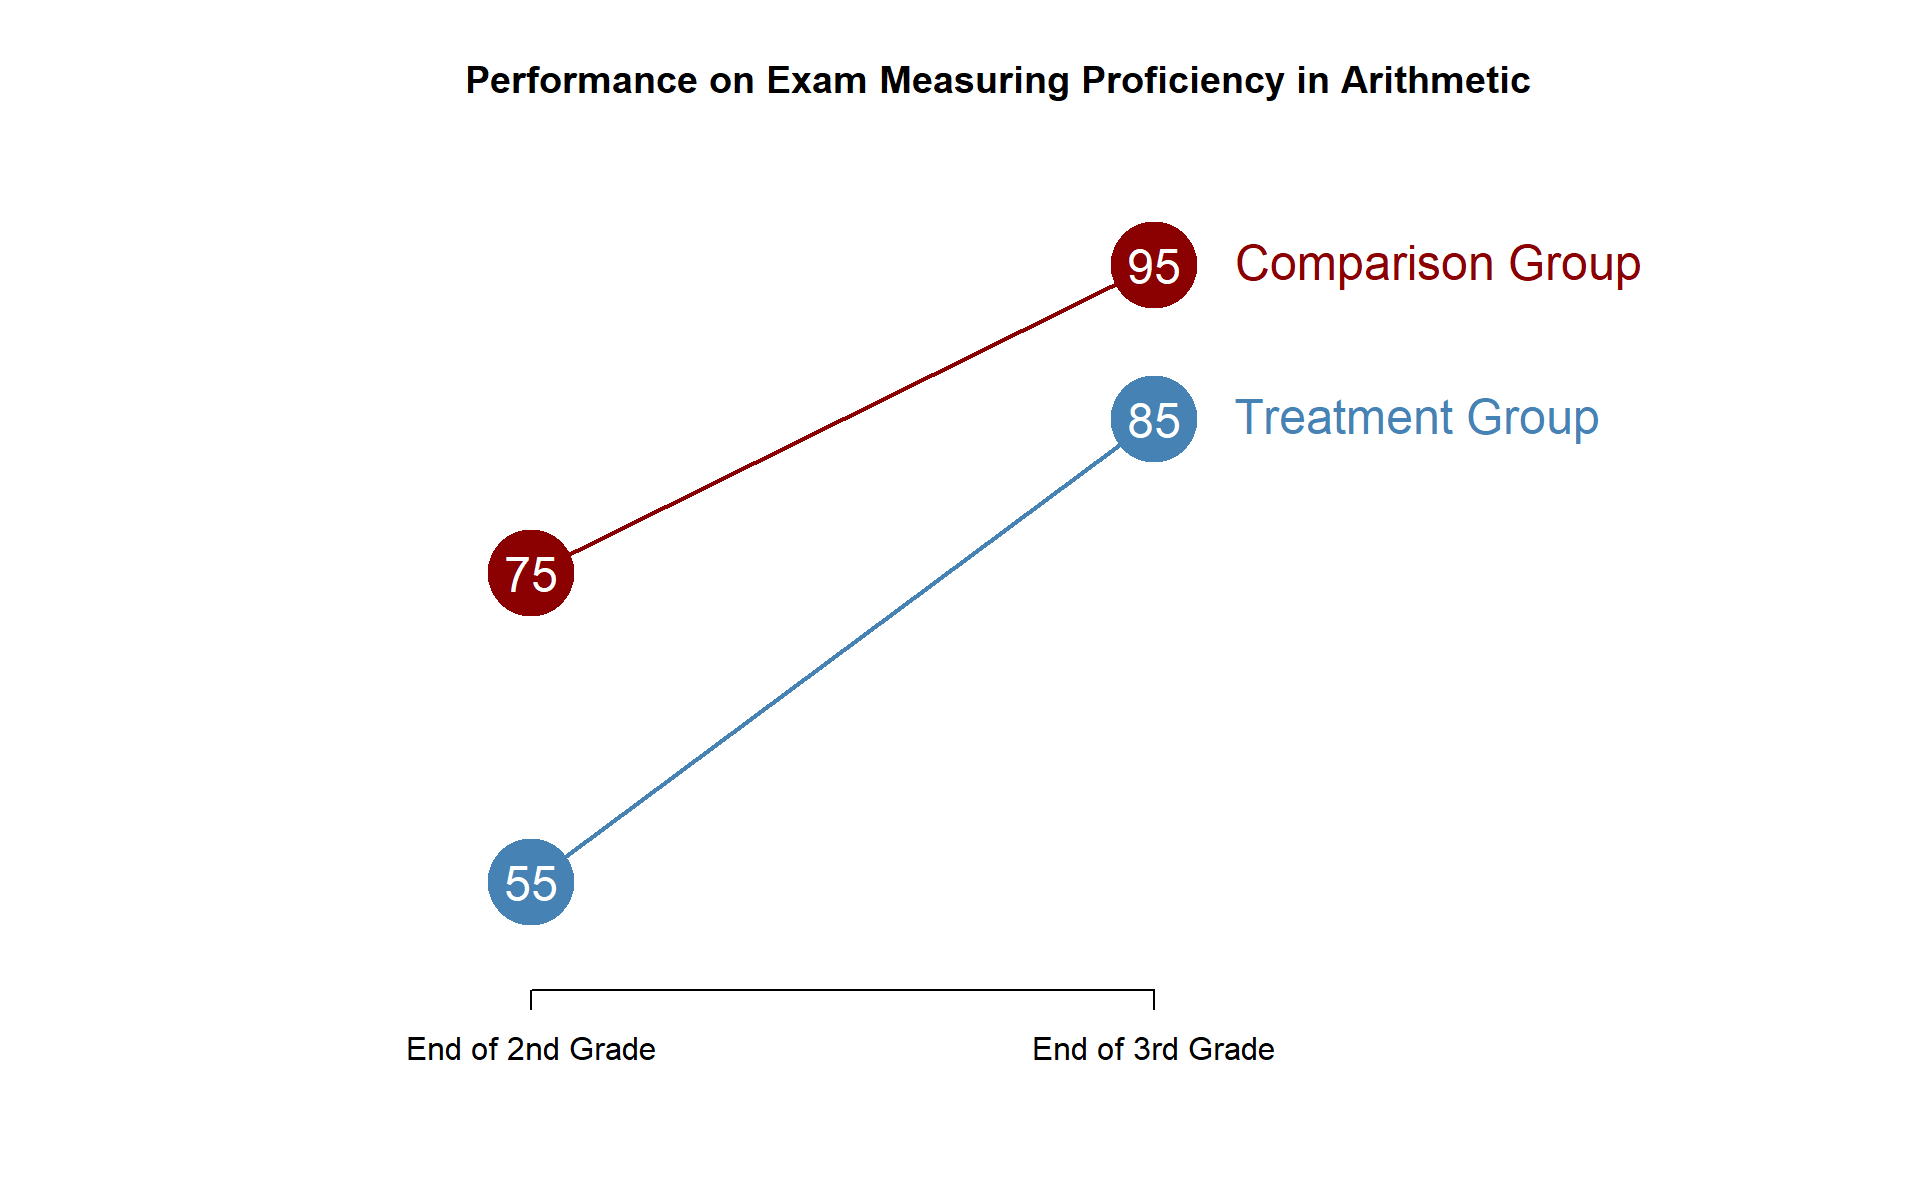 Performance on Exam Measuring Proficiency in Arithmetic
95 Comparison Group
85 Treatment Group
75
55
End of 2nd Grade End of 3rd Grade